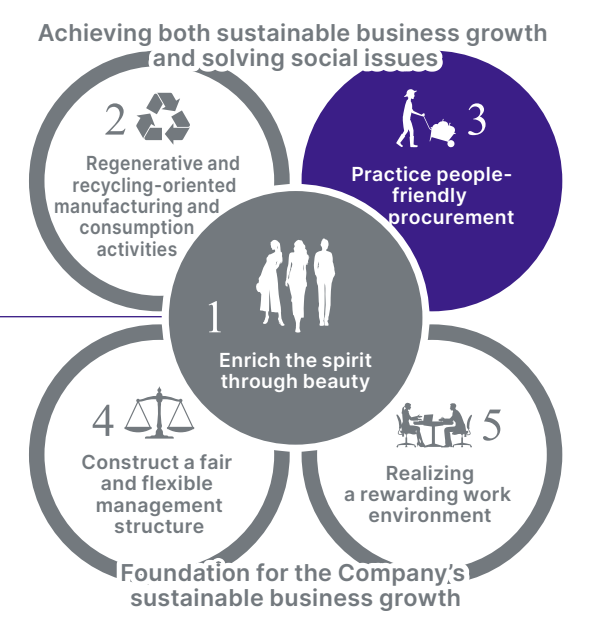 Achieving both sustainable business growth
and solving social issues
2
Regenerative and
recycling-oriented
manufacturing and
consumption
activities
3
Practice people-
friendly
procurement
1
Enrich the spirit
through beauty
4
Construct a fair
and flexible
management
structure
5
Realizing
a rewarding work
environment
Foundation for the Company's
sustainable business growth